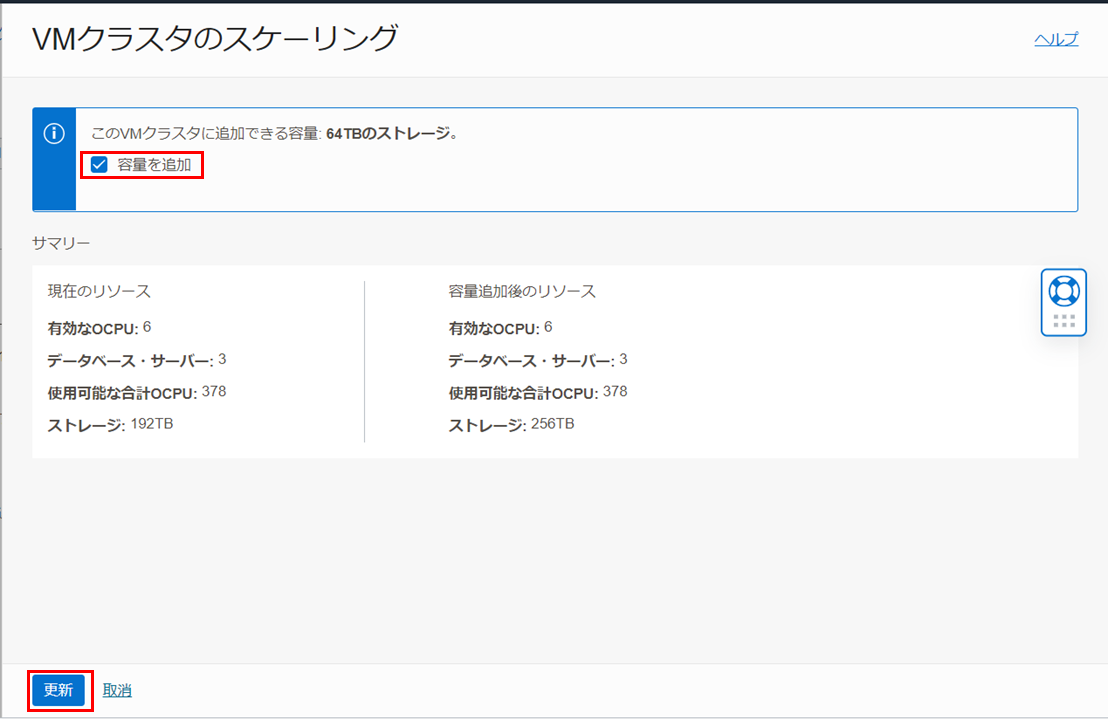 VMクラスタのスケーリング
ヘルプ
このVMクラスタに追加できる容量: 64TBのストレージ。
容量を追加
サマリー
現在のリソース
有効なOCPU: 6
データベース・サーバー: 3
使用可能な合計OCPU: 378
ストレージ: 192TB
容量追加後のリソース
有効なOCPU: 6
データベース・サーバー: 3
使用可能な合計OCPU: 378
ストレージ: 256TB
更新 取消